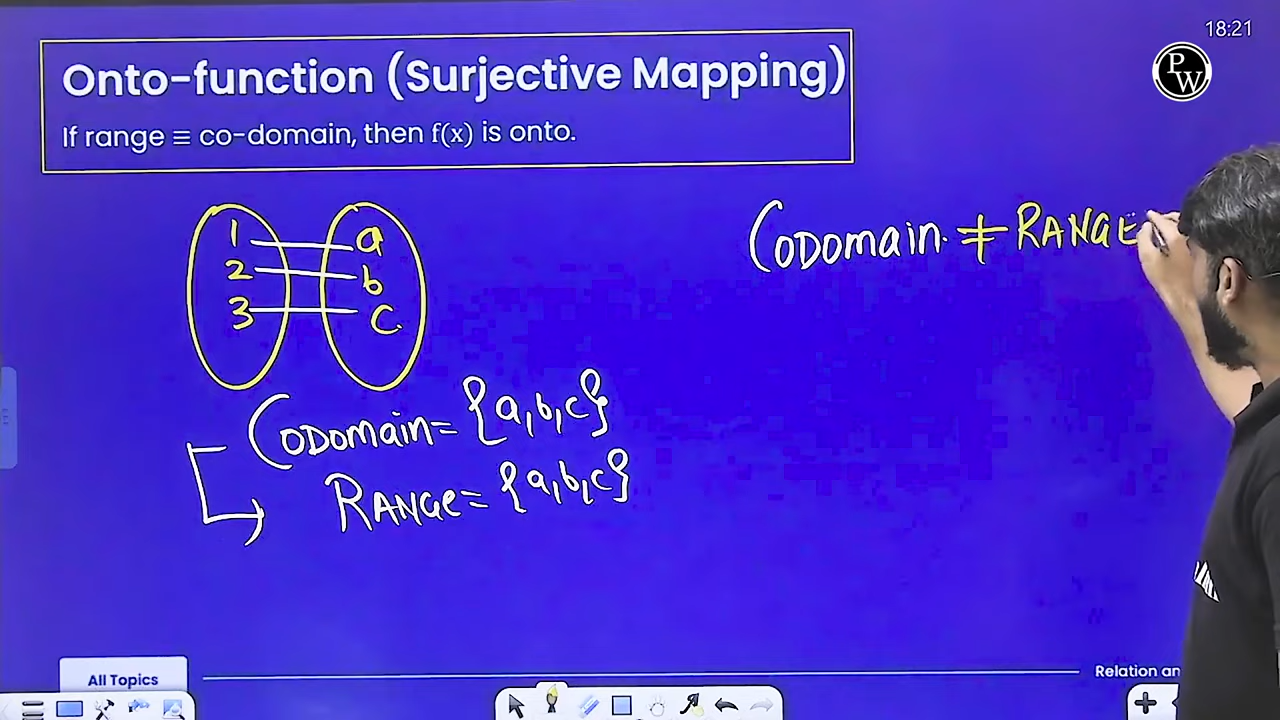 18:21
PW
Onto-function (Surjective Mapping)
If range ≡ co-domain, then f(x) is onto.
1 a
2 b
3 c
CODOMAIN ≠ RANGE
CODOMAIN= {a,b,c}
RANGE= {a,b,c}
All Topics
Relation an